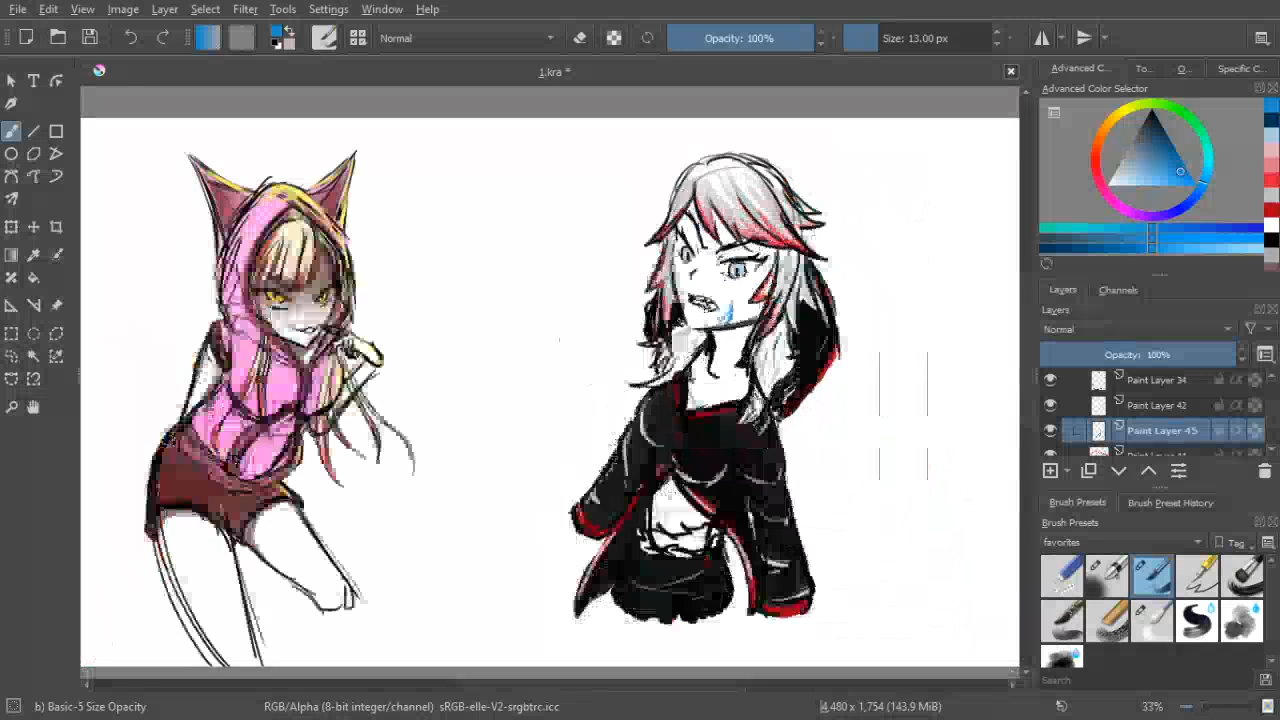 File Edit View Image Layer Select Filter Tools Settings Window Help
Normal
Opacity: 100%
Size: 13.00 px
1.kra *
Advanced C...
To...
O...
Specific C...
Advanced Color Selector
Layers
Channels
Layers
Normal
Opacity: 100%
Paint Layer 34
Paint Layer 42
Paint Layer 45
Brush Presets
Brush Preset History
Brush Presets
favorites
Tag
Search
b) Basic-5 Size Opacity
RGB/Alpha (8-bit integer/channel) sRGB-elle-V2-srgbtrc.icc
4,480 x 1,754 (143.9 MiB)
33%